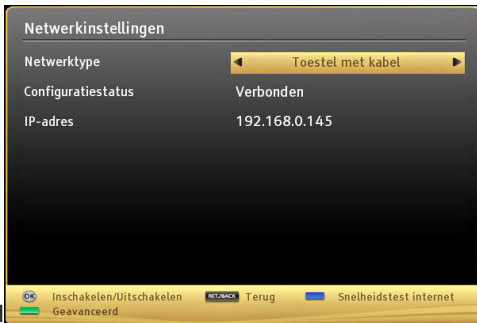 Netwerkinstellingen
Netwerktype Toestel met kabel
Configuratiestatus Verbonden
IP-adres 192.168.0.145
OK Inschakelen/Uitschakelen RET./BACK Terug Snelheidstest internet
Geavanceerd